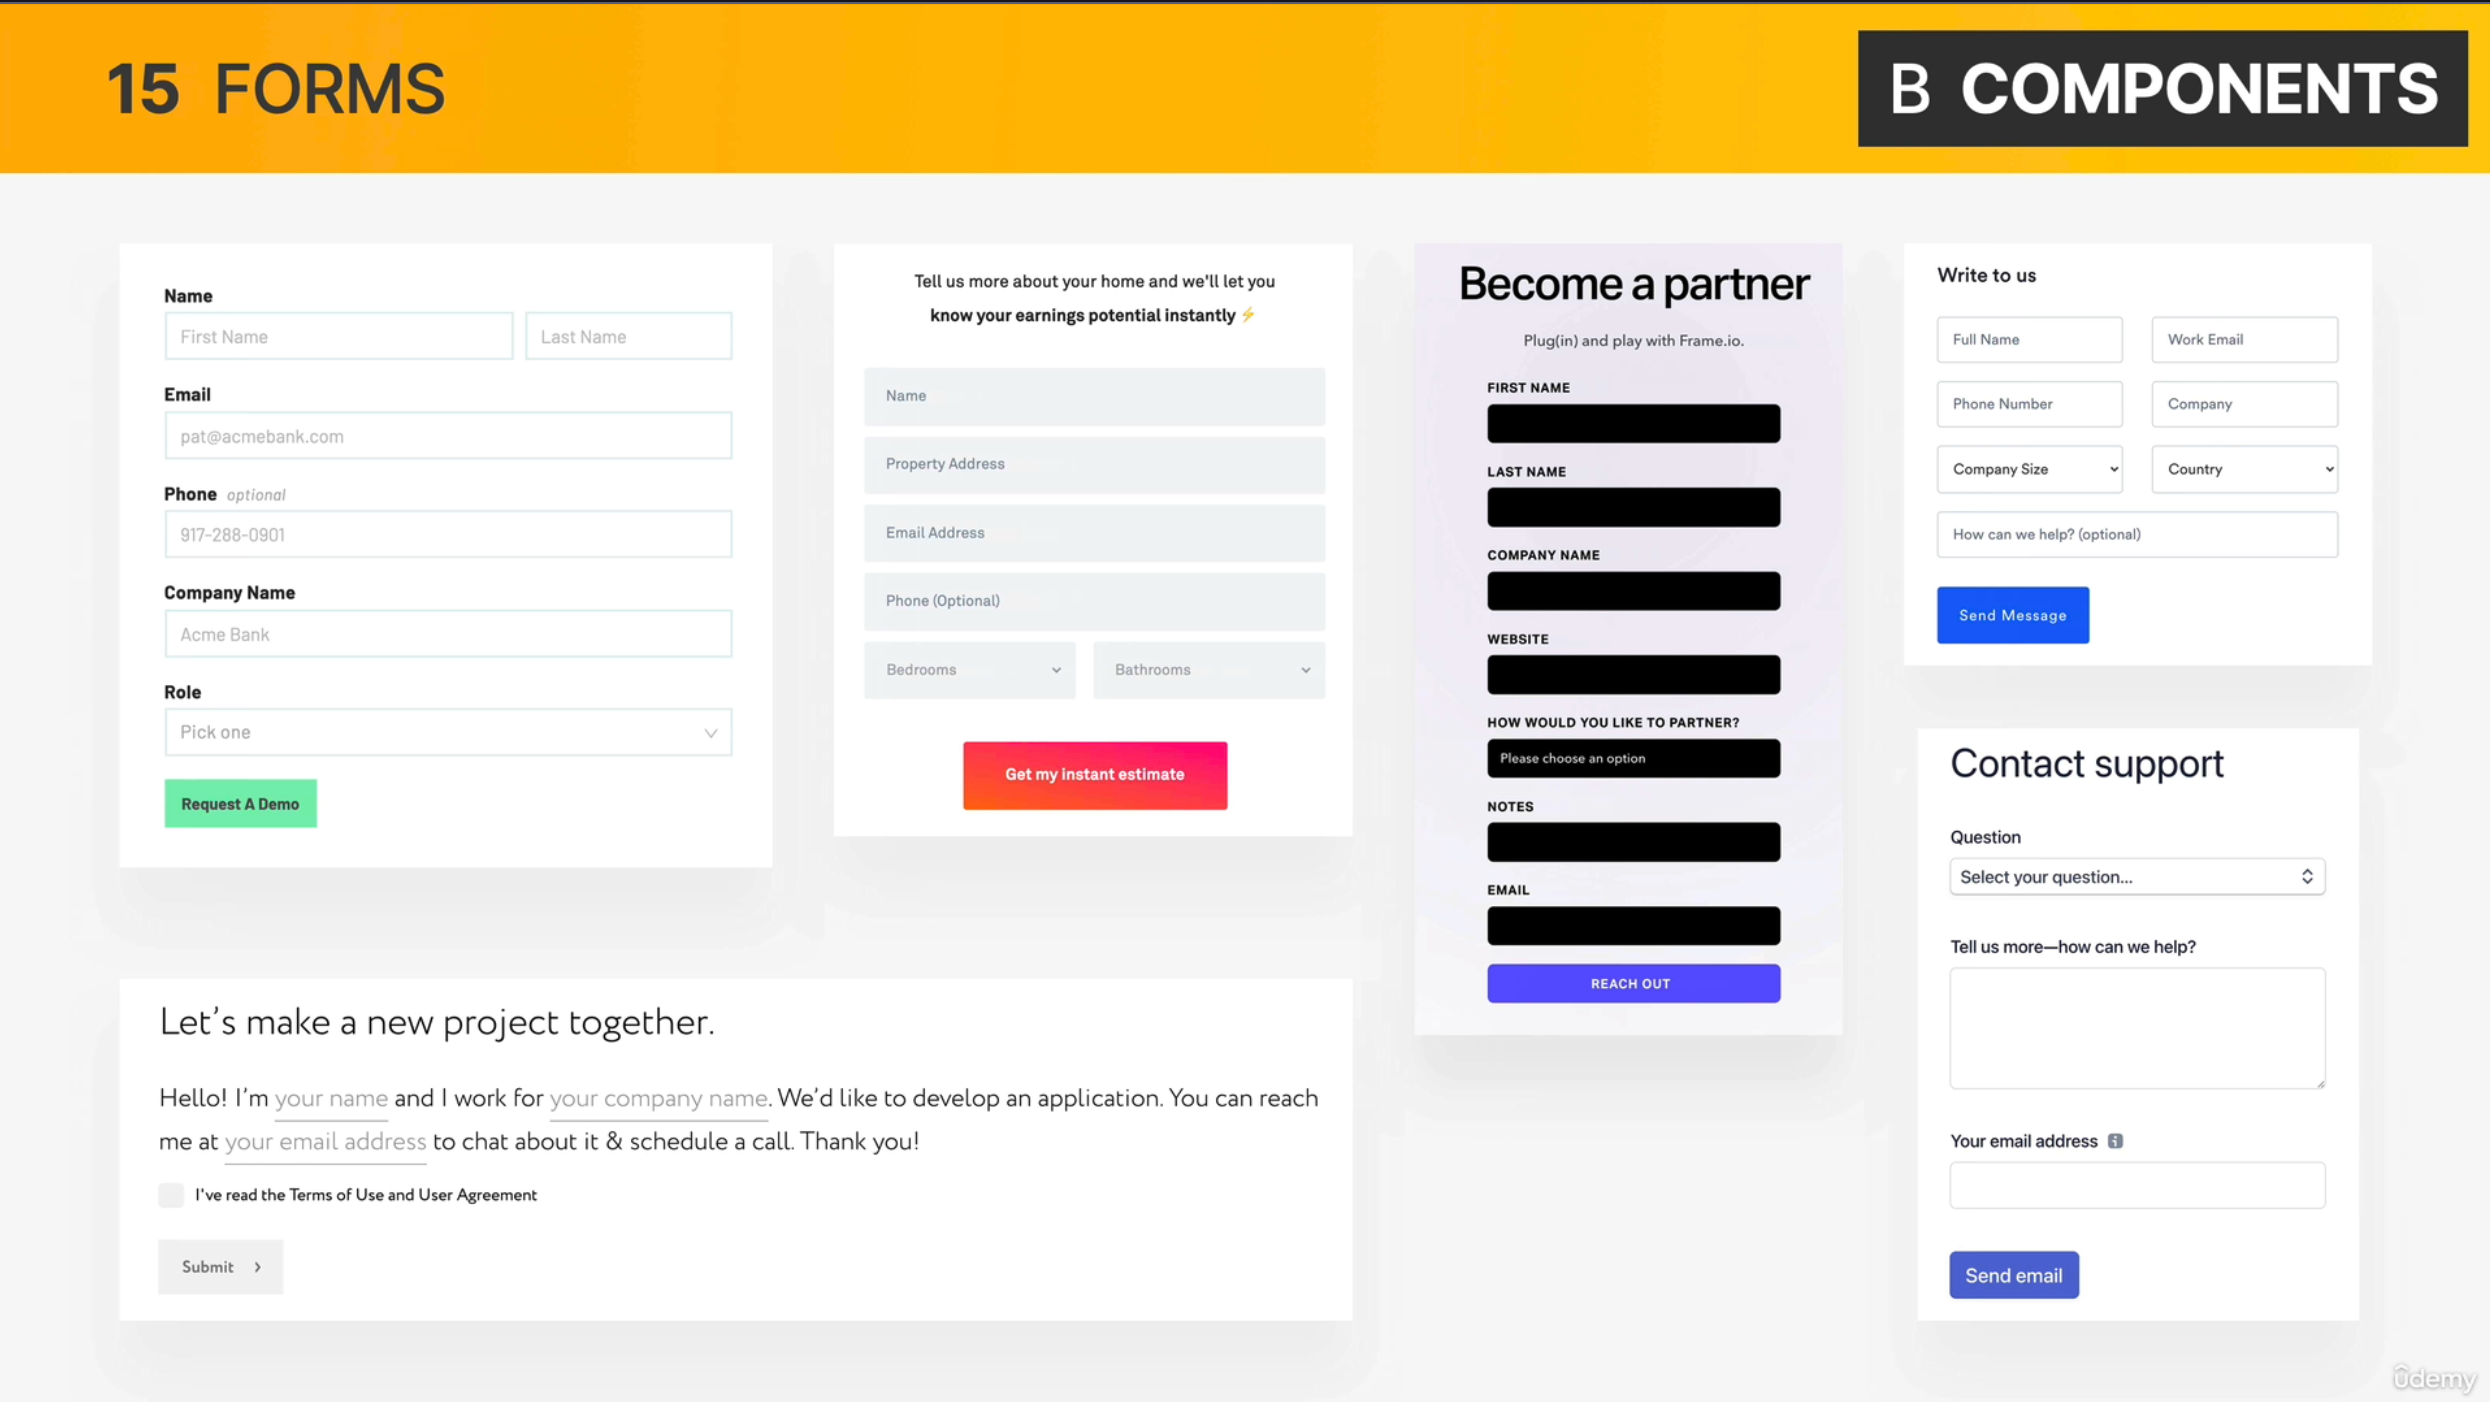 15 FORMS
B COMPONENTS
Name
First Name
Last Name
Email
pat@acmebank.com
Phone optional
917-288-0901
Company Name
Acme Bank
Role
Pick one
Request A Demo
Tell us more about your home and we'll let you
know your earnings potential instantly ⚡
Name
Property Address
Email Address
Phone (Optional)
Bedrooms
Bathrooms
Get my instant estimate
Become a partner
Plug(in) and play with Frame.io.
FIRST NAME
LAST NAME
COMPANY NAME
WEBSITE
HOW WOULD YOU LIKE TO PARTNER?
Please choose an option
NOTES
EMAIL
REACH OUT
Write to us
Full Name
Work Email
Phone Number
Company
Company Size
Country
How can we help? (optional)
Send Message
Contact support
Question
Select your question...
Tell us more—how can we help?
Your email address
Send email
Let’s make a new project together.
Hello! I’m your name and I work for your company name. We’d like to develop an application. You can reach
me at your email address to chat about it & schedule a call. Thank you!
I've read the Terms of Use and User Agreement
Submit
udemy